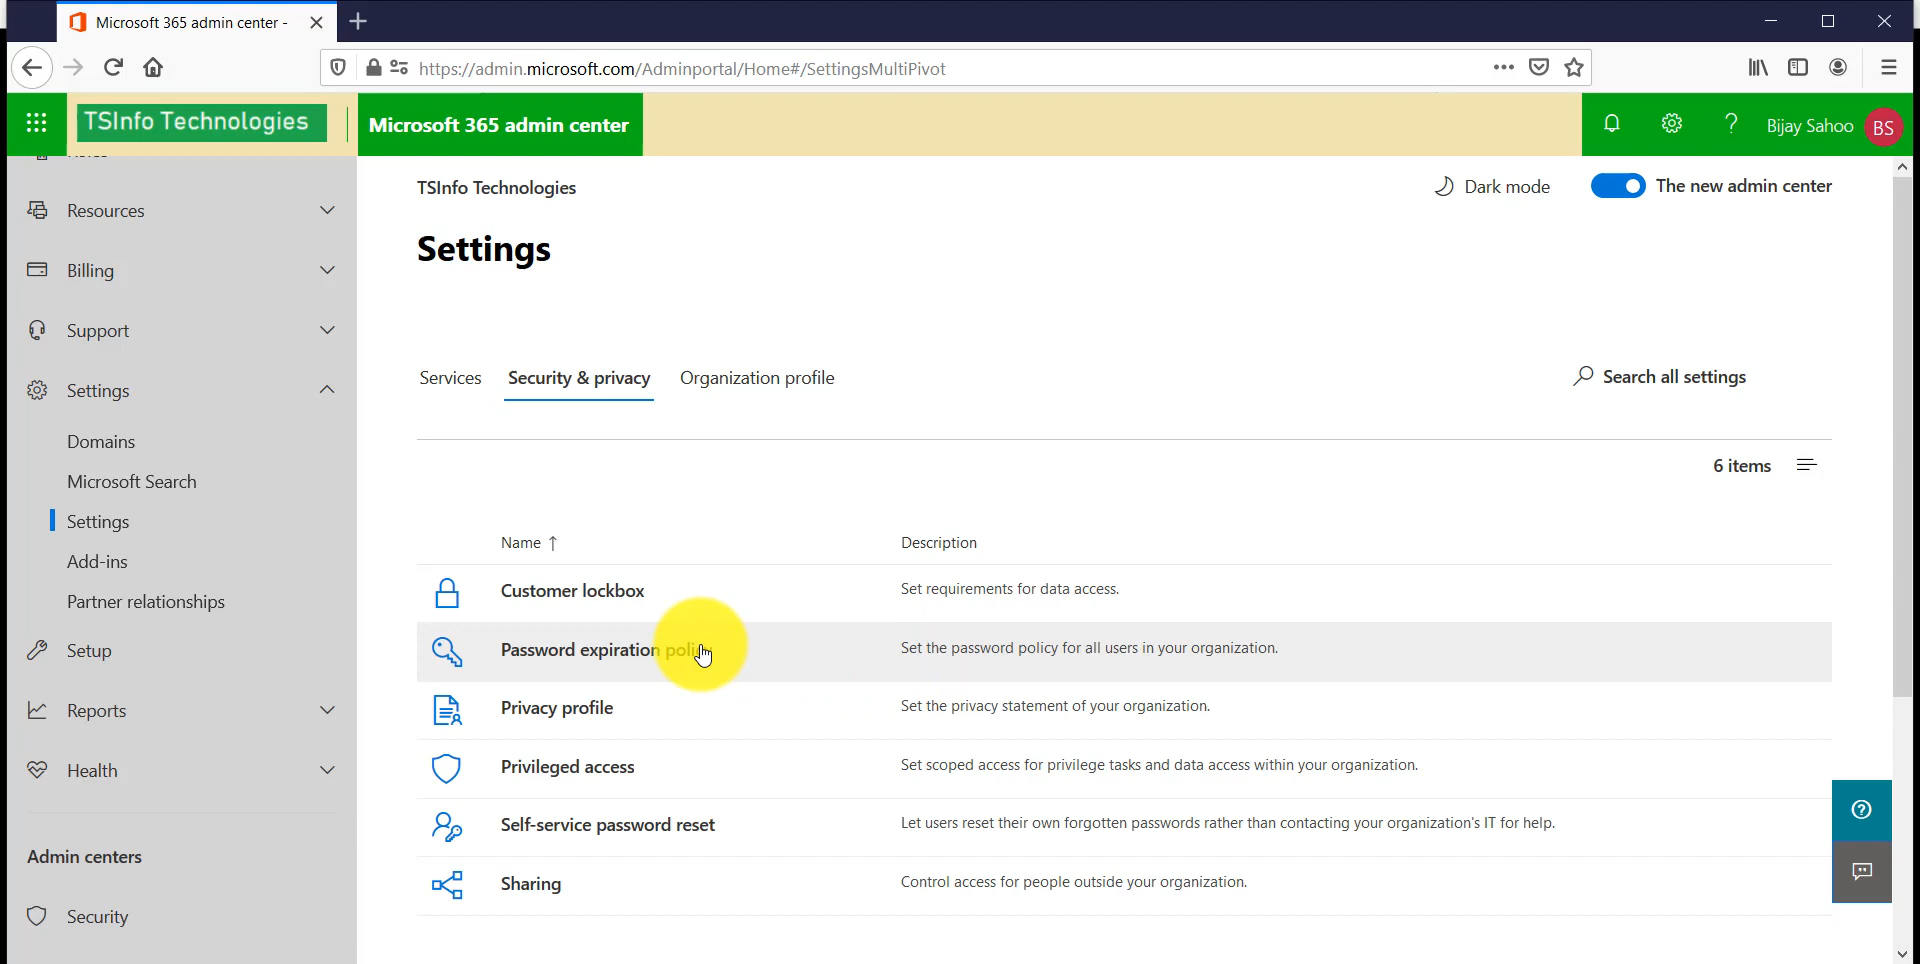 Microsoft 365 admin center -
https://admin.microsoft.com/Adminportal/Home#/SettingsMultiPivot
TSInfo Technologies
Microsoft 365 admin center
Bijay Sahoo
BS
Resources
Billing
Support
Settings
Domains
Microsoft Search
Settings
Add-ins
Partner relationships
Setup
Reports
Health
Admin centers
Security
TSInfo Technologies
Dark mode
The new admin center
Settings
Services
Security & privacy
Organization profile
Search all settings
6 items
Name ↑
Description
Customer lockbox
Set requirements for data access.
Password expiration
Set the password policy for all users in your organization.
Privacy profile
Set the privacy statement of your organization.
Privileged access
Set scoped access for privilege tasks and data access within your organization.
Self-service password reset
Let users reset their own forgotten passwords rather than contacting your organization's IT for help.
Sharing
Control access for people outside your organization.